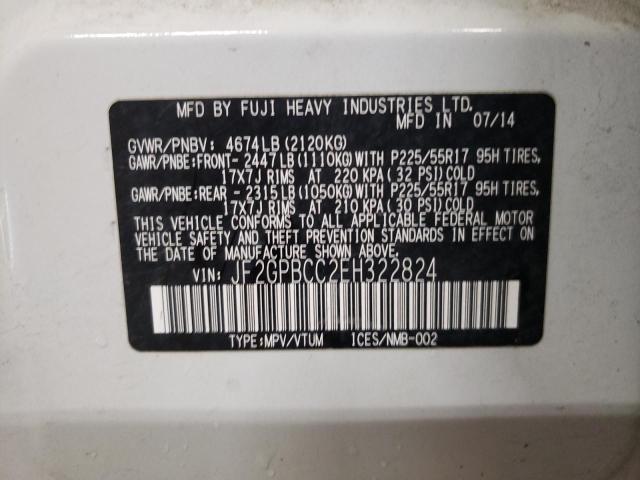 MFD BY FUJI HEAVY INDUSTRIES LTD.
MFD IN 07/14
GVWR/PNBV: 4674LB(2120KG)
GAWR/PNBE:FRONT-2447LB(1110KG)WITH P225/55R17 95H TIRES,
17X7J RIMS AT 220 KPA(32 PSI)COLD
GAWR/PNBE:REAR -2315LB(1050KG)WITH P225/55R17 95H TIRES,
17X7J RIMS AT 210 KPA(30 PSI)COLD
THIS VEHICLE CONFORMS TO ALL APPLICABLE FEDERAL MOTOR
VEHICLE SAFETY AND THEFT PREVENTION STANDARDS IN EFFECT ON
THE DATE OF MANUFACTURE SHOWN ABOVE.
VIN: JF2GPBCC2EH322824
TYPE:MPV/VTUM ICES/NMB-002